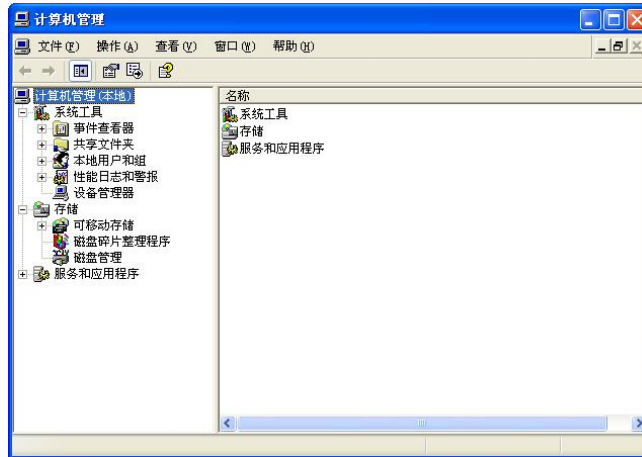 计算机管理
文件(F) 操作(A) 查看(V) 窗口(W) 帮助(H)
计算机管理(本地)
系统工具
事件查看器
共享文件夹
本地用户和组
性能日志和警报
设备管理器
存储
可移动存储
磁盘碎片整理程序
磁盘管理
服务和应用程序
名称
系统工具
存储
服务和应用程序